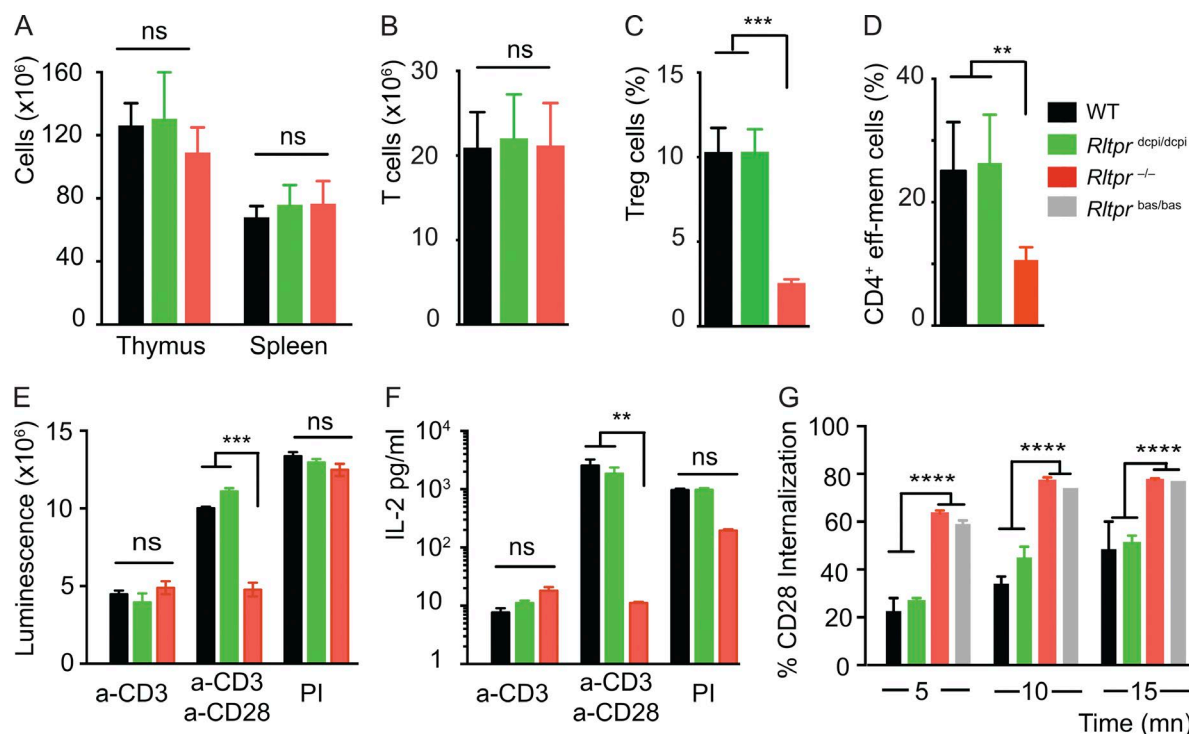 A
Cells (x10⁶)
160
120
80
40
0
ns
ns
Thymus
Spleen
B
T cells (x10⁶)
30
20
10
0
ns
C
Treg cells (%)
15
10
5
0
***
D
CD4⁺ eff-mem cells (%)
40
20
0
**
WT
Rltpr dcpi/dcpi
Rltpr –/–
Rltpr bas/bas
E
Luminescence (x10⁶)
15
10
5
0
ns
***
ns
a-CD3
a-CD3
a-CD28
PI
F
IL-2 pg/ml
10⁴
10³
10²
10
1
ns
**
ns
a-CD3
a-CD3
a-CD28
PI
G
% CD28 Internalization
100
80
60
40
20
0
****
****
****
5
10
15
Time (mn)